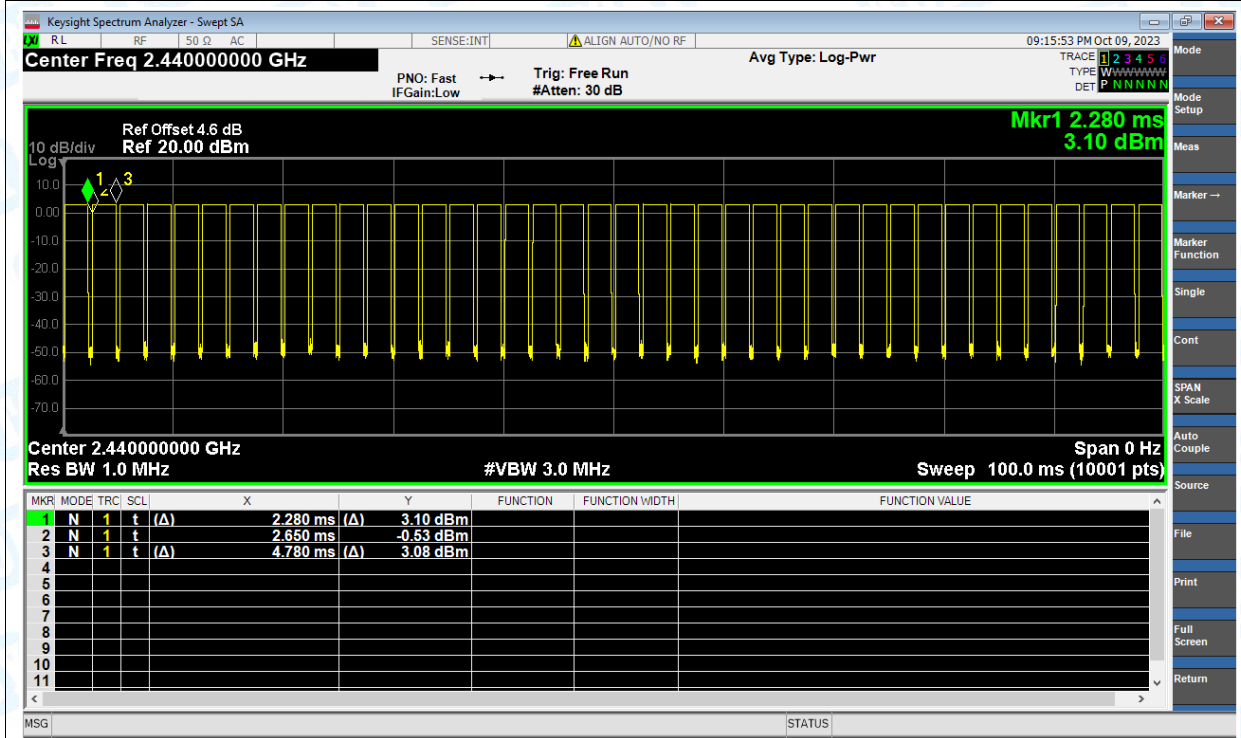 Keysight Spectrum Analyzer - Swept SA
LXI RL RF 50 Ω AC SENSE:INT ALIGN AUTO/NO RF 09:15:53 PM Oct 09, 2023
Center Freq 2.440000000 GHz
Avg Type: Log-Pwr
TRACE 1 2 3 4 5 6
PNO: Fast Trig: Free Run
TYPE WWWWWWW
IFGain:Low #Atten: 30 dB
DET P N N N N N
Mkr1 2.280 ms
3.10 dBm
Ref Offset 4.6 dB
10 dB/div Ref 20.00 dBm
Log
1 2 3
10.0
0.00
-10.0
-20.0
-30.0
-40.0
-50.0
-60.0
-70.0
Center 2.440000000 GHz Span 0 Hz
Res BW 1.0 MHz #VBW 3.0 MHz Sweep 100.0 ms (10001 pts)
MKR MODE TRC SCL X Y FUNCTION FUNCTION WIDTH FUNCTION VALUE
1 N 1 t (Δ) 2.280 ms (Δ) 3.10 dBm
2 N 1 t 2.650 ms -0.53 dBm
3 N 1 t (Δ) 4.780 ms (Δ) 3.08 dBm
4
5
6
7
8
9
10
11
MSG STATUS
Mode
Mode
Setup
Meas
Marker →
Marker
Function
Single
Cont
SPAN
X Scale
Auto
Couple
Source
File
Print
Full
Screen
Return